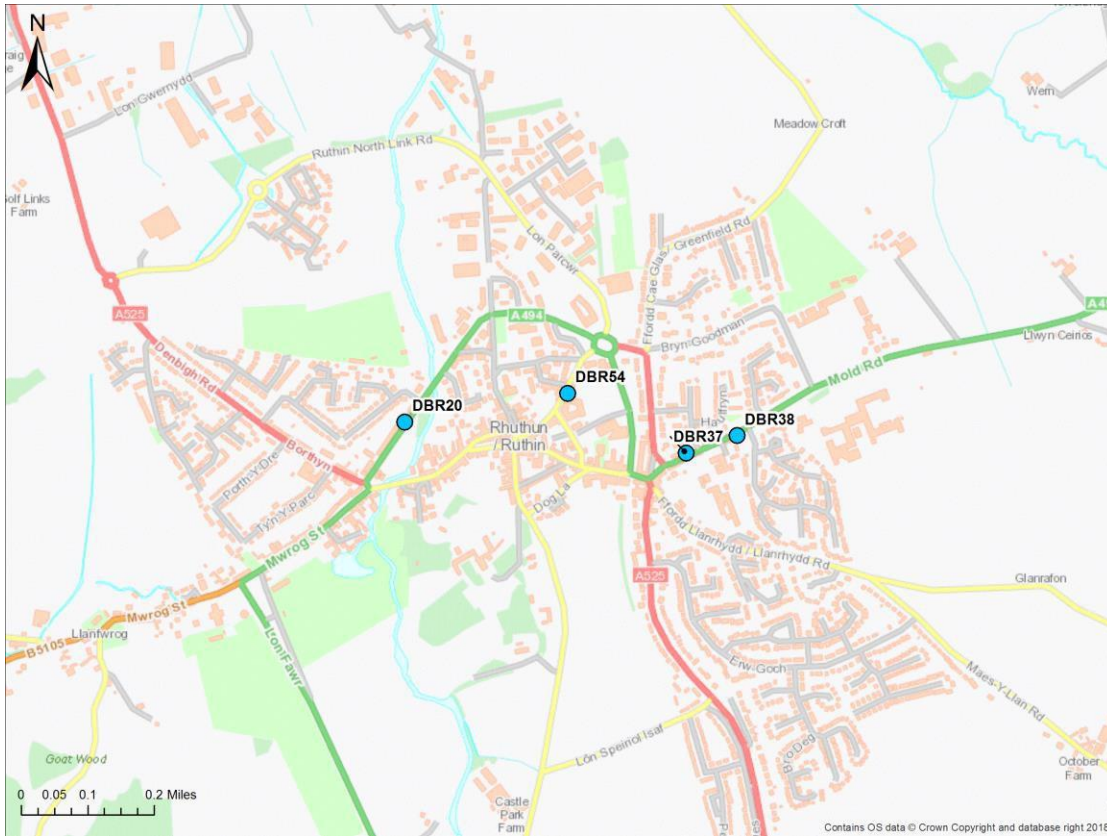 N
Lon Gwernydd
Wern
Meadow Croft
Ruthin North Link Rd
Golf Links
Farm
Lon Parcwr
Ffordd Cae Glas / Greenfield Rd
A525
A494
Llwyn Ceirios
Bryn Goodman
Mold Rd
Denbigh Rd
DBR54
DBR20
DBR38
DBR37
Rhuthun
/ Ruthin
Borthyn
Porth Y Dre
Tyn Y Parc
Dog La
Mwrog St
Ffordd Llanrhydd / Llanrhydd Rd
A525
Glanrafon
Mwrog St
Llanfwrog
B5105
Lon Fawr
Erw Goch
Maes-Y-Llan Rd
Lôn Speiriol Isaf
Bro Deg
Goat Wood
October
Farm
0 0.05 0.1 0.2 Miles
Castle
Park
Farm
Contains OS data © Crown Copyright and database right 2018